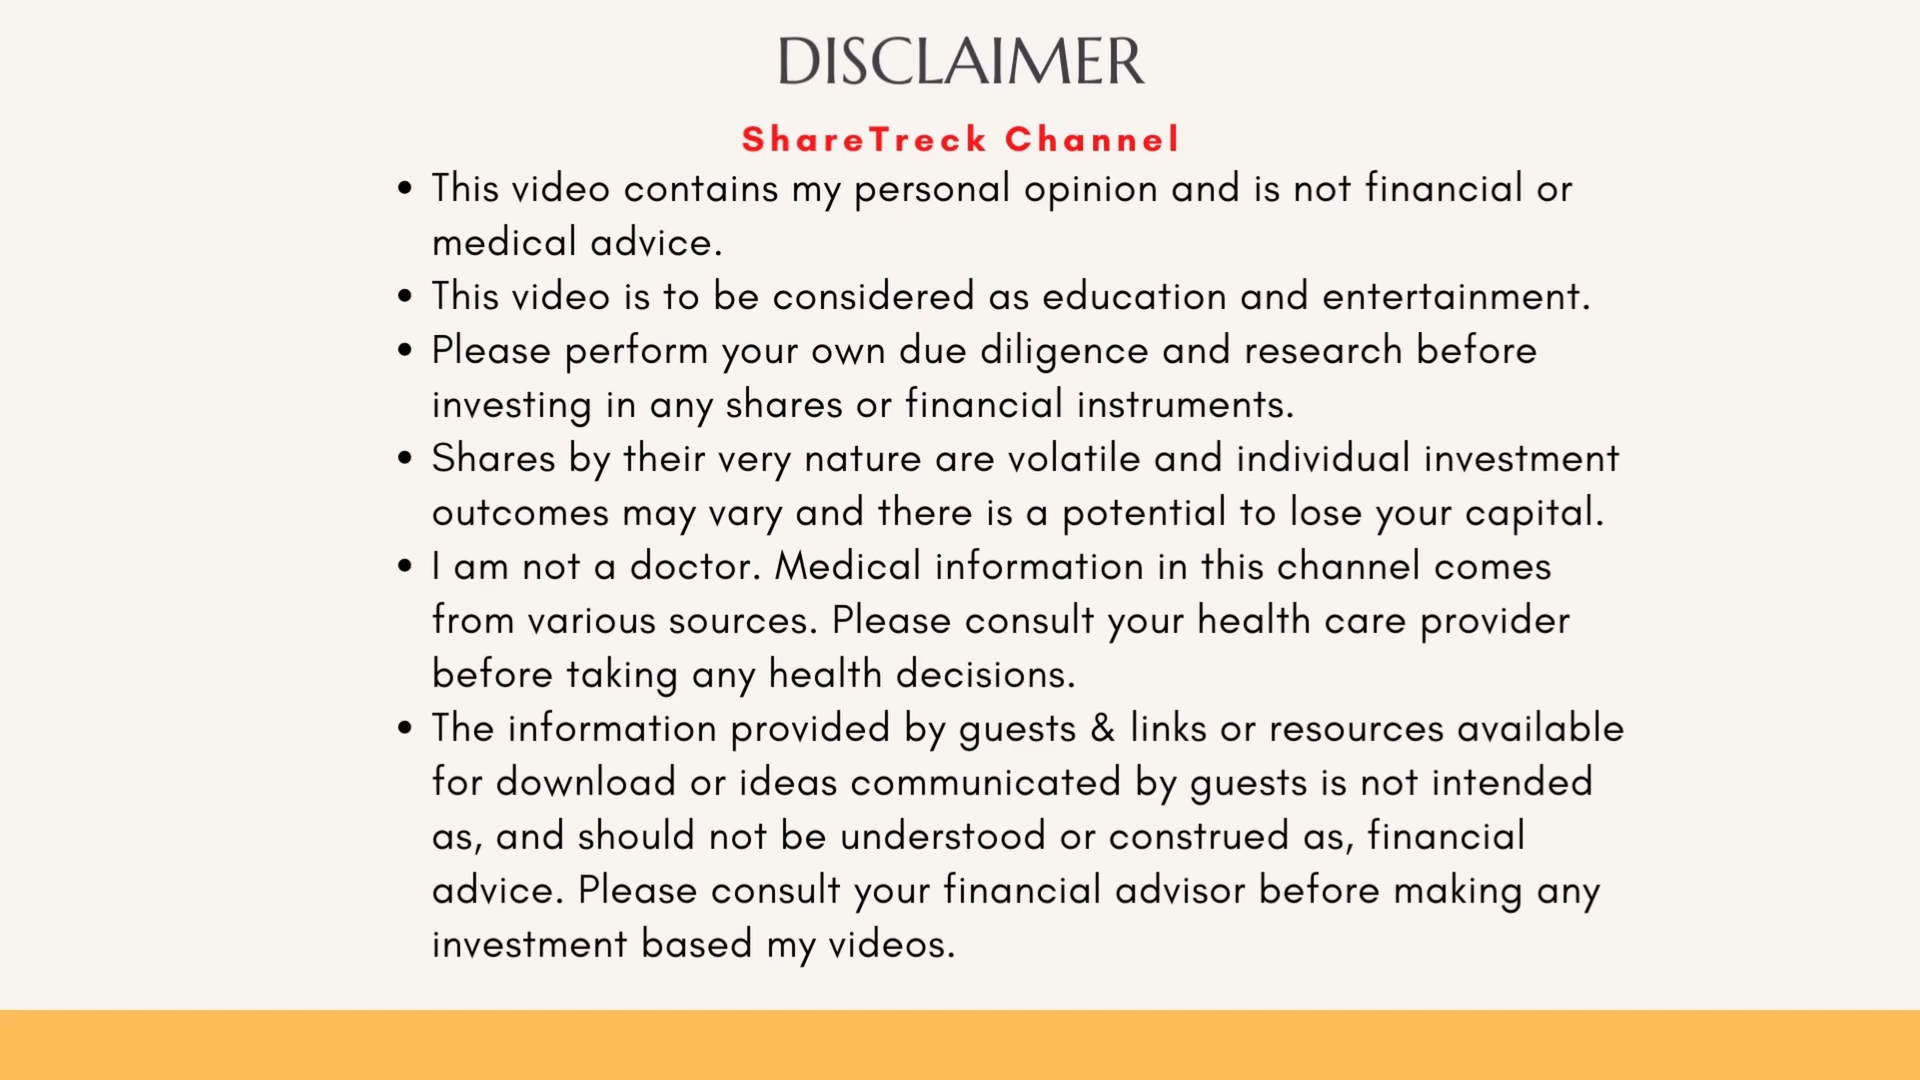 DISCLAIMER
ShareTreck Channel
• This video contains my personal opinion and is not financial or
medical advice.
• This video is to be considered as education and entertainment.
• Please perform your own due diligence and research before
investing in any shares or financial instruments.
• Shares by their very nature are volatile and individual investment
outcomes may vary and there is a potential to lose your capital.
• I am not a doctor. Medical information in this channel comes
from various sources. Please consult your health care provider
before taking any health decisions.
• The information provided by guests & links or resources available
for download or ideas communicated by guests is not intended
as, and should not be understood or construed as, financial
advice. Please consult your financial advisor before making any
investment based my videos.